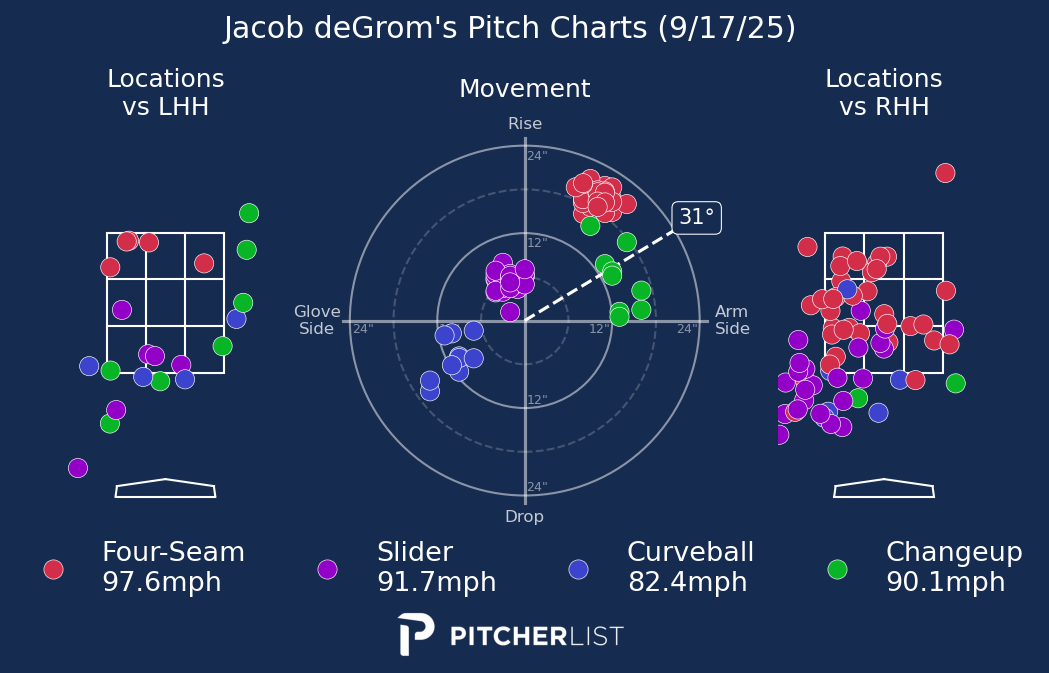 Jacob deGrom's Pitch Charts (9/17/25)
Locations
vs LHH
Movement
Locations
vs RHH
Rise
24"
31°
12"
Glove
Side
24"
12"
24"
Arm
Side
12"
24"
Drop
Four-Seam
97.6mph
Slider
91.7mph
Curveball
82.4mph
Changeup
90.1mph
PITCHERLIST